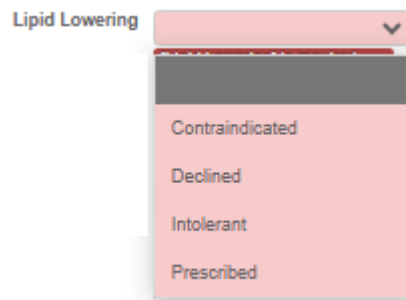 Lipid Lowering
Contraindicated
Declined
Intolerant
Prescribed